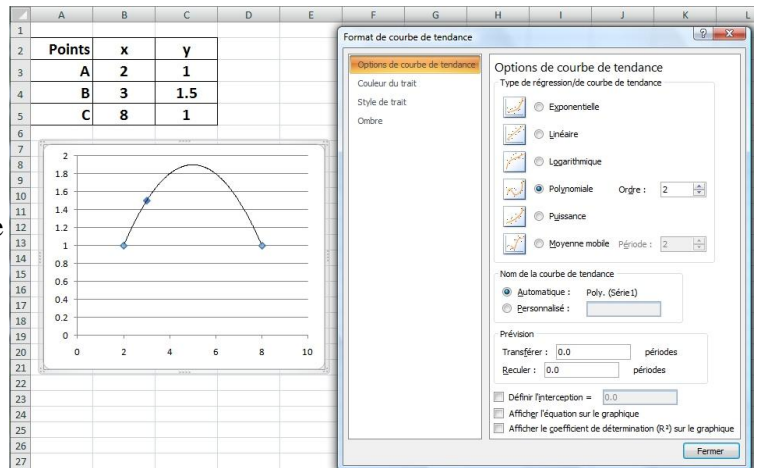 A B C D E F G H I J K L
1
2 Points x y
3 A 2 1
4 B 3 1.5
5 C 8 1
6
7
8
9
10
11
12
13
14
15
16
17
18
19
20
21
22
23
24
25
26
27
2
1.8
1.6
1.4
1.2
1
0.8
0.6
0.4
0.2
0
0 2 4 6 8 10
e
Format de courbe de tendance
Options de courbe de tendance
Couleur du trait
Style de trait
Ombre
Options de courbe de tendance
Type de régression/de courbe de tendance
Exponentielle
Linéaire
Logarithmique
Polynomiale Ordre : 2
Puissance
Moyenne mobile Période : 2
Nom de la courbe de tendance
Automatique : Poly. (Série1)
Personnalisé :
Prévision
Transférer : 0.0 périodes
Reculer : 0.0 périodes
Définir l'interception = 0.0
Afficher l'équation sur le graphique
Afficher le coefficient de détermination (R²) sur le graphique
Fermer